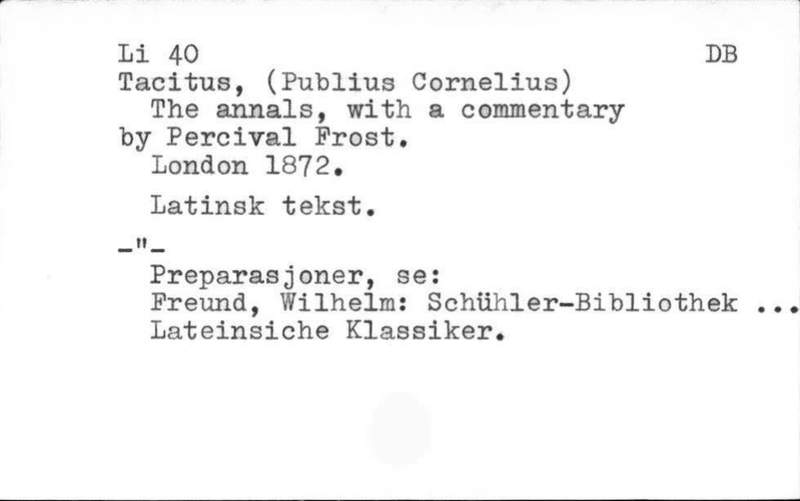 Li 40 DB
Tacitus, (Publius Cornelius)
The annals, with a commentary
by Percival Frost.
London 1872.
Latinsk tekst.
_"_
Preparasjoner, se:
Freund, Wilhelm: Schühler-Bibliothek ...
Lateinsiche Klassiker.